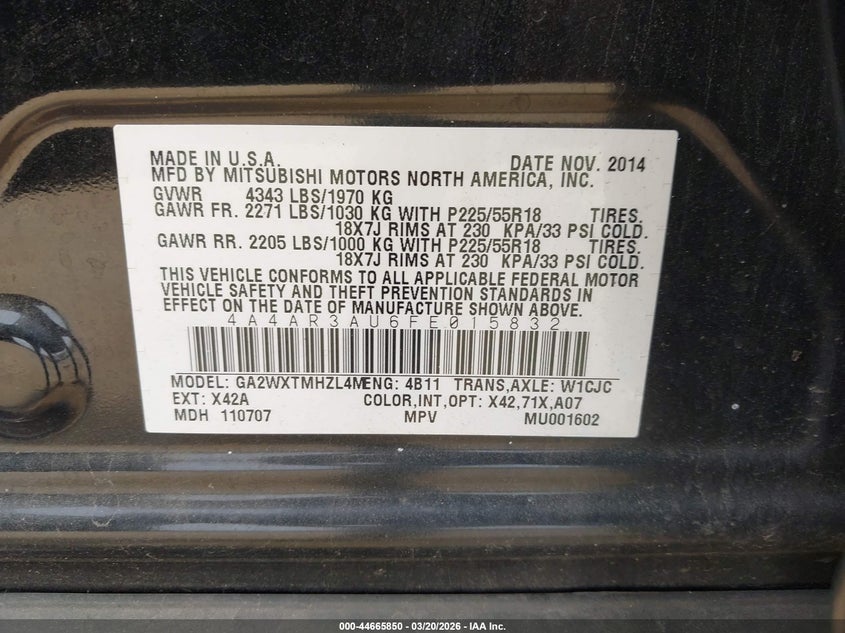 MADE IN U.S.A. DATE NOV. 2014
MFD BY MITSUBISHI MOTORS NORTH AMERICA, INC.
GVWR 4343 LBS/1970 KG
GAWR FR. 2271 LBS/1030 KG WITH P225/55R18 TIRES.
18X7J RIMS AT 230 KPA/33 PSI COLD.
GAWR RR. 2205 LBS/1000 KG WITH P225/55R18 TIRES.
18X7J RIMS AT 230 KPA/33 PSI COLD.
THIS VEHICLE CONFORMS TO ALL APPLICABLE FEDERAL MOTOR
VEHICLE SAFETY AND THEFT PREVENTION STANDARDS IN
EFFECT ON THE DATE OF MANUFACTURE SHOWN ABOVE.
4A4AR3AU6FE015832
MODEL: GA2WXTMHZL4M ENG: 4B11 TRANS,AXLE: W1CJC
EXT: X42A COLOR,INT,OPT: X42,71X,A07
MDH 110707 MPV MU001602
000-44665850 | 03/20/2026 | IAA Inc.